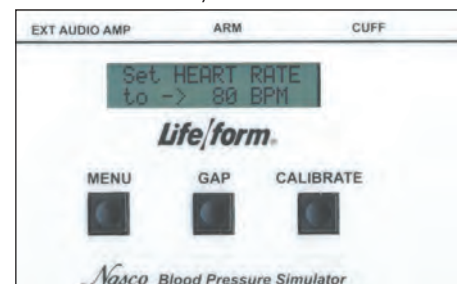 EXT AUDIO AMP ARM CUFF
Set HEART RATE
to -> 80 BPM
Life/form®
MENU GAP CALIBRATE
Nasco Blood Pressure Simulator